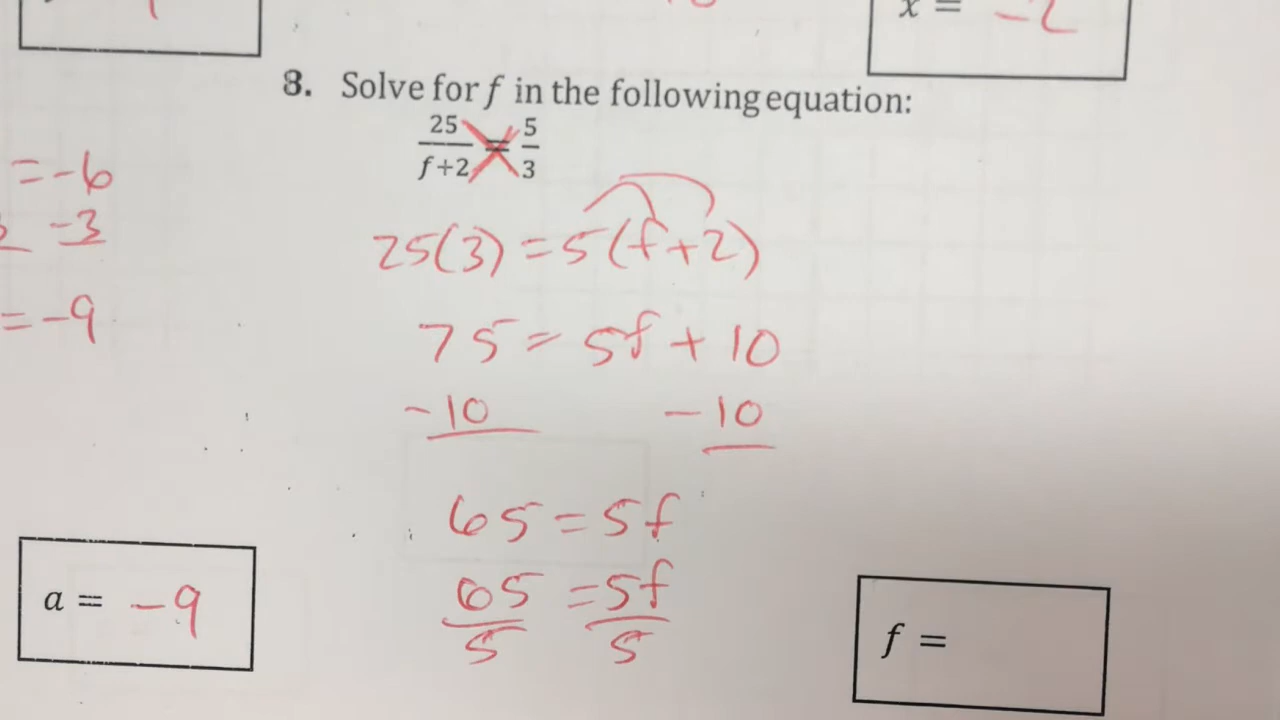 x = -2
8. Solve for f in the following equation:
25/f+2 = 5/3
= -6
-3
= -9
25(3) = 5(f+2)
75 = 5f + 10
-10 -10
65 = 5f
65/5 = 5f/5
a = -9
f =